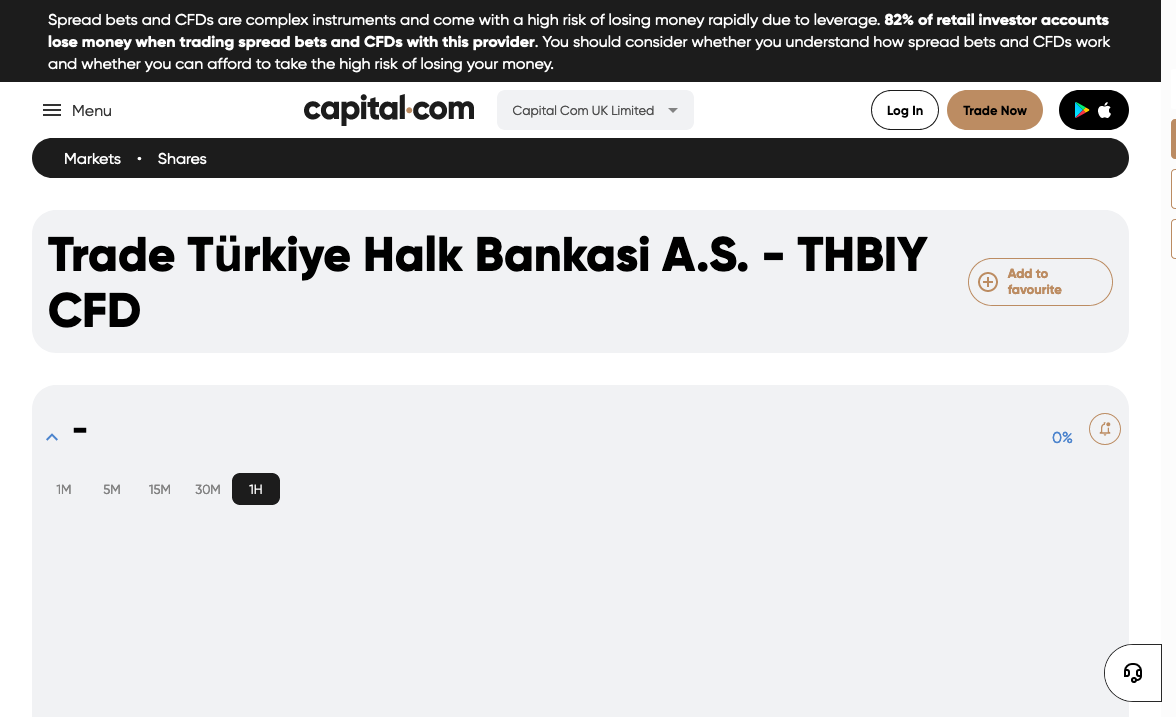 Spread bets and CFDs are complex instruments and come with a high risk of losing money rapidly due to leverage. 82% of retail investor accounts
lose money when trading spread bets and CFDs with this provider. You should consider whether you understand how spread bets and CFDs work
and whether you can afford to take the high risk of losing your money.
Menu
capital.com
Capital Com UK Limited
Log In
Trade Now
Markets • Shares
Trade Türkiye Halk Bankasi A.S. - THBIY
CFD
Add to
favourite
-
0%
1M 5M 15M 30M 1H